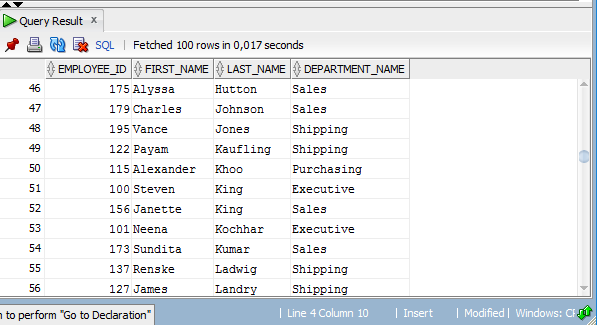 Query Result x
SQL | Fetched 100 rows in 0,017 seconds
EMPLOYEE_ID FIRST_NAME LAST_NAME DEPARTMENT_NAME
46 175 Alyssa Hutton Sales
47 179 Charles Johnson Sales
48 195 Vance Jones Shipping
49 122 Payam Kaufling Shipping
50 115 Alexander Khoo Purchasing
51 100 Steven King Executive
52 156 Janette King Sales
53 101 Neena Kochhar Executive
54 173 Sundita Kumar Sales
55 137 Renske Ladwig Shipping
56 127 James Landry Shipping
to perform "Go to Declaration" | Line 4 Column 10 | Insert | Modified | Windows: